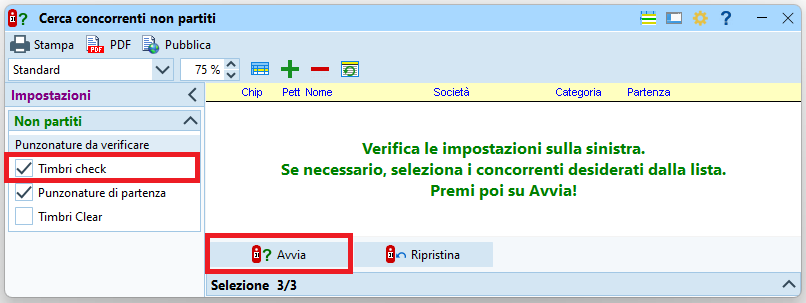 Cerca concorrenti non partiti
Stampa PDF Pubblica
Standard 75 %
Impostazioni
Non partiti
Punzonature da verificare
Timbri check
Punzonature di partenza
Timbri Clear
Chip Pett Nome Società Categoria Partenza
Verifica le impostazioni sulla sinistra.
Se necessario, seleziona i concorrenti desiderati dalla lista.
Premi poi su Avvia!
Avvia Ripristina
Selezione 3/3